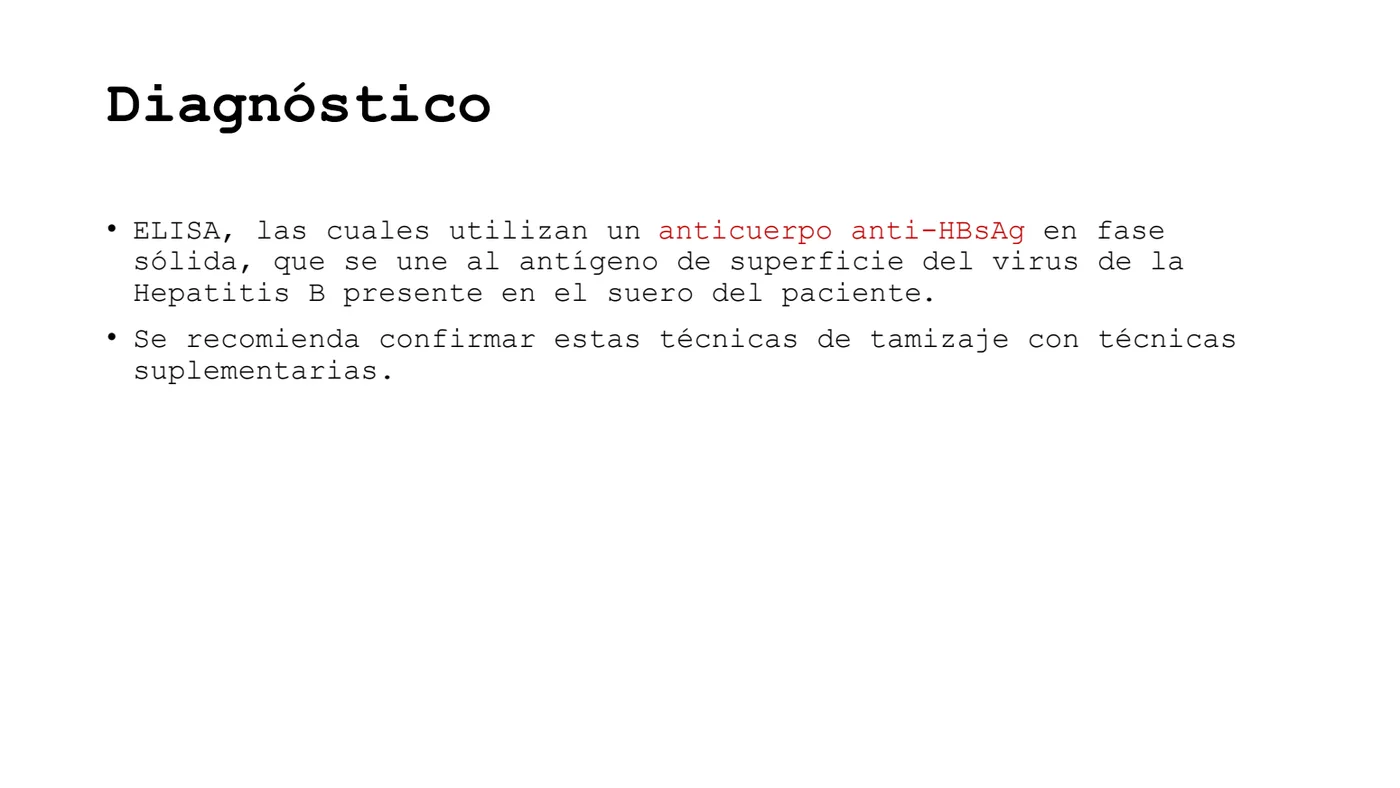 Diagnóstico
• ELISA, las cuales utilizan un anticuerpo anti-HBsAg en fase
sólida, que se une al antígeno de superficie del virus de la
Hepatitis B presente en el suero del paciente.
• Se recomienda confirmar estas técnicas de tamizaje con técnicas
suplementarias.